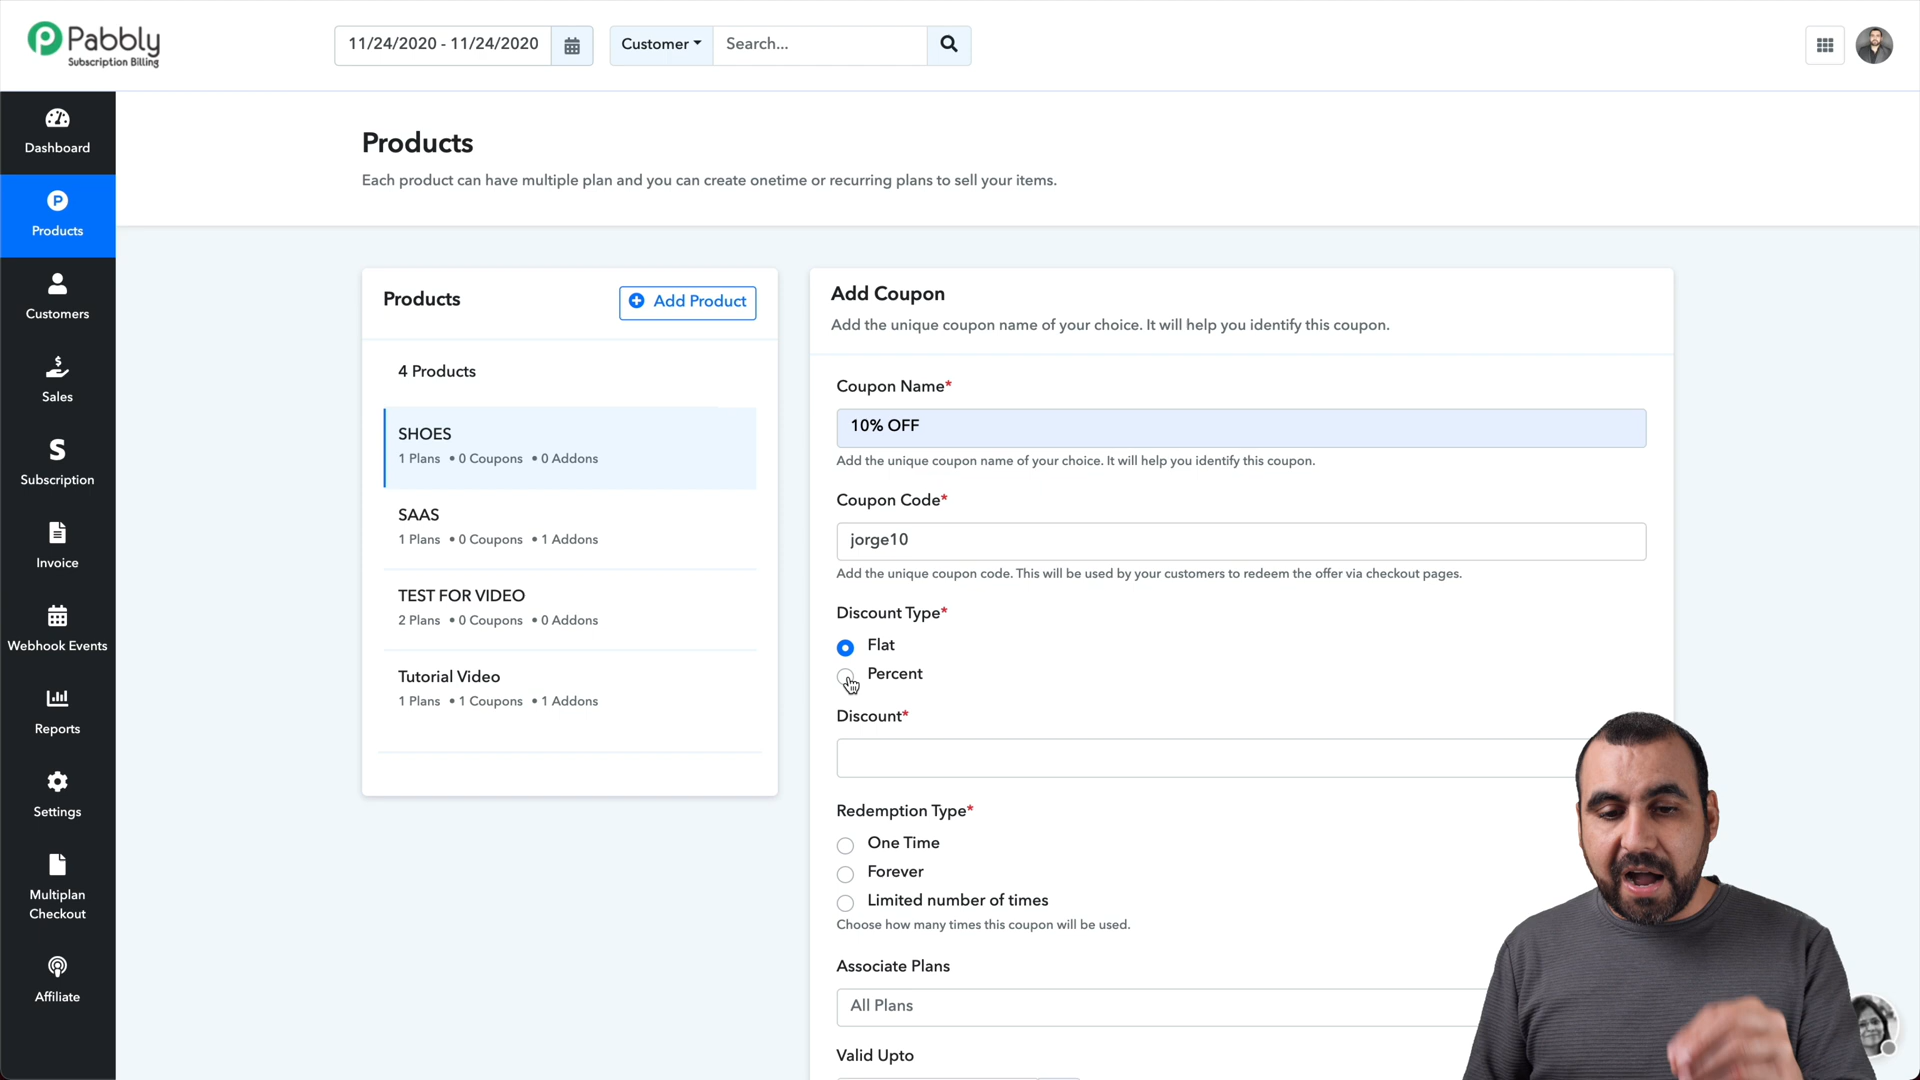 Pabbly
Subscription Billing
11/24/2020 - 11/24/2020
Customer
Search...
Dashboard
Products
Customers
Sales
Subscription
Invoice
Webhook Events
Reports
Settings
Multiplan
Checkout
Affiliate
Products
Each product can have multiple plan and you can create onetime or recurring plans to sell your items.
Products
Add Product
4 Products
SHOES
1 Plans • 0 Coupons • 0 Addons
SAAS
1 Plans • 0 Coupons • 1 Addons
TEST FOR VIDEO
2 Plans • 0 Coupons • 0 Addons
Tutorial Video
1 Plans • 1 Coupons • 1 Addons
Add Coupon
Add the unique coupon name of your choice. It will help you identify this coupon.
Coupon Name*
10% OFF
Add the unique coupon name of your choice. It will help you identify this coupon.
Coupon Code*
jorge10
Add the unique coupon code. This will be used by your customers to redeem the offer via checkout pages.
Discount Type*
Flat
Percent
Discount*
Redemption Type*
One Time
Forever
Limited number of times
Choose how many times this coupon will be used.
Associate Plans
All Plans
Valid Upto